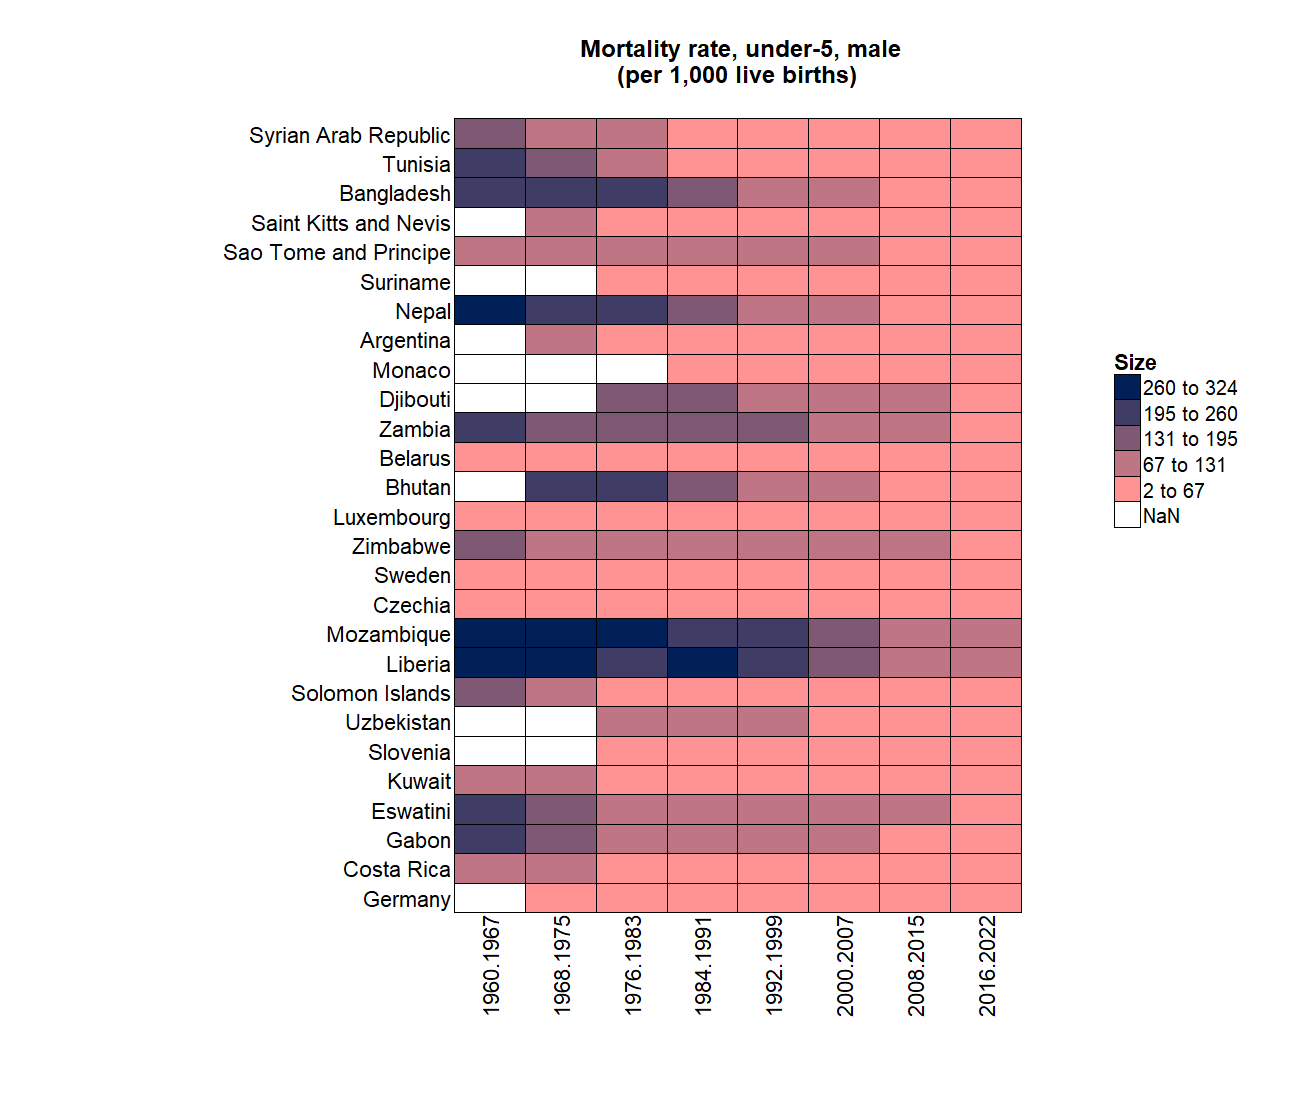 Mortality rate, under-5, male
(per 1,000 live births)
Syrian Arab Republic
Tunisia
Bangladesh
Saint Kitts and Nevis
Sao Tome and Principe
Suriname
Nepal
Argentina
Monaco
Djibouti
Zambia
Belarus
Bhutan
Luxembourg
Zimbabwe
Sweden
Czechia
Mozambique
Liberia
Solomon Islands
Uzbekistan
Slovenia
Kuwait
Eswatini
Gabon
Costa Rica
Germany
1960.1967
1968.1975
1976.1983
1984.1991
1992.1999
2000.2007
2008.2015
2016.2022
Size
260 to 324
195 to 260
131 to 195
67 to 131
2 to 67
NaN